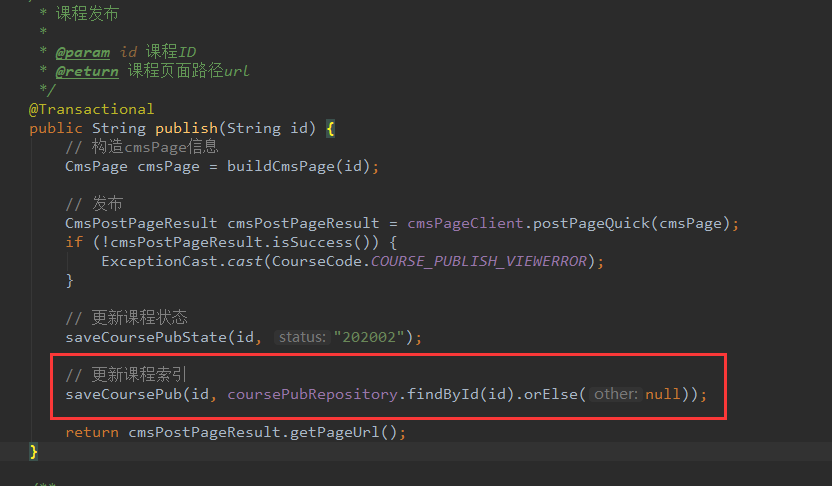 * 课程发布
*
* @param id 课程ID
* @return 课程页面路径url
*/
@Transactional
public String publish(String id) {
// 构造cmsPage信息
CmsPage cmsPage = buildCmsPage(id);
// 发布
CmsPostPageResult cmsPostPageResult = cmsPageClient.postPageQuick(cmsPage);
if (!cmsPostPageResult.isSuccess()) {
ExceptionCast.cast(CourseCode.COURSE_PUBLISH_VIEWERROR);
}
// 更新课程状态
saveCoursePubState(id, status: "202002");
// 更新课程索引
saveCoursePub(id, coursePubRepository.findById(id).orElse( other: null));
return cmsPostPageResult.getPageUrl();
}
/**